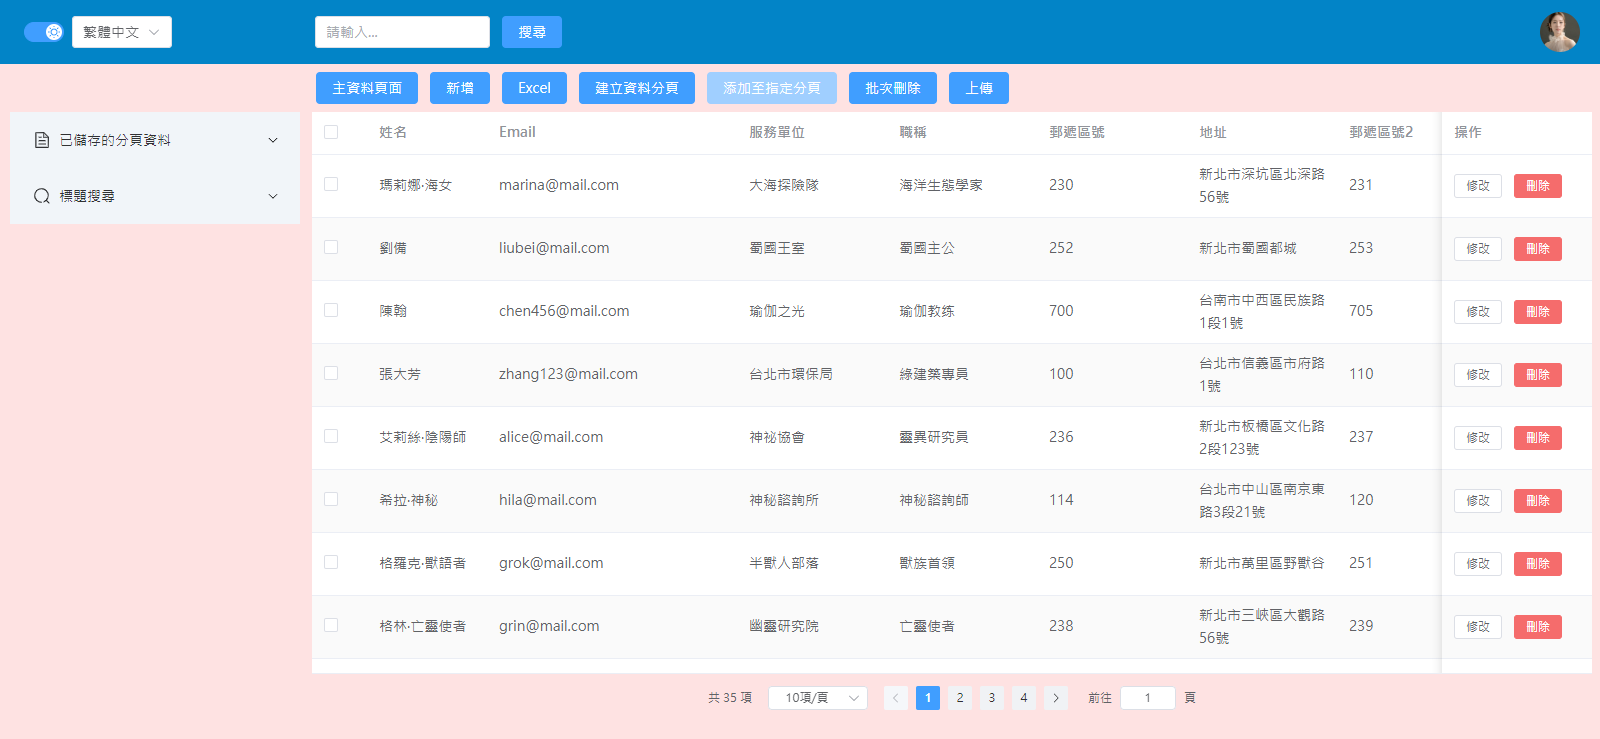 繁體中文
請輸入...
搜尋
主資料頁面
新增
Excel
建立資料分頁
添加至指定分頁
批次刪除
上傳
已儲存的分頁資料
標題搜尋
姓名 Email 服務單位 職稱 郵遞區號 地址 郵遞區號2 操作
瑪莉娜·海女 marina@mail.com 大海探險隊 海洋生態學家 230 新北市深坑區北深路 231 修改 刪除
56號
劉備 liubei@mail.com 蜀國王室 蜀國主公 252 新北市蜀國都城 253 修改 刪除
陳翰 chen456@mail.com 瑜伽之光 瑜伽教练 700 台南市中西區民族路 705 修改 刪除
1段1號
張大芳 zhang123@mail.com 台北市環保局 綠建築專員 100 台北市信義區市府路 110 修改 刪除
1號
艾莉絲·陰陽師 alice@mail.com 神祕協會 靈異研究員 236 新北市板橋區文化路 237 修改 刪除
2段123號
希拉·神秘 hila@mail.com 神秘諮詢所 神秘諮詢師 114 台北市中山區南京東 120 修改 刪除
路3段21號
格羅克·獸語者 grok@mail.com 半獸人部落 獸族首領 250 新北市萬里區野獸谷 251 修改 刪除
格林·亡靈使者 grin@mail.com 幽靈研究院 亡靈使者 238 新北市三峽區大觀路 239 修改 刪除
56號
共 35 項 10項/頁 1 2 3 4 前往 1 頁